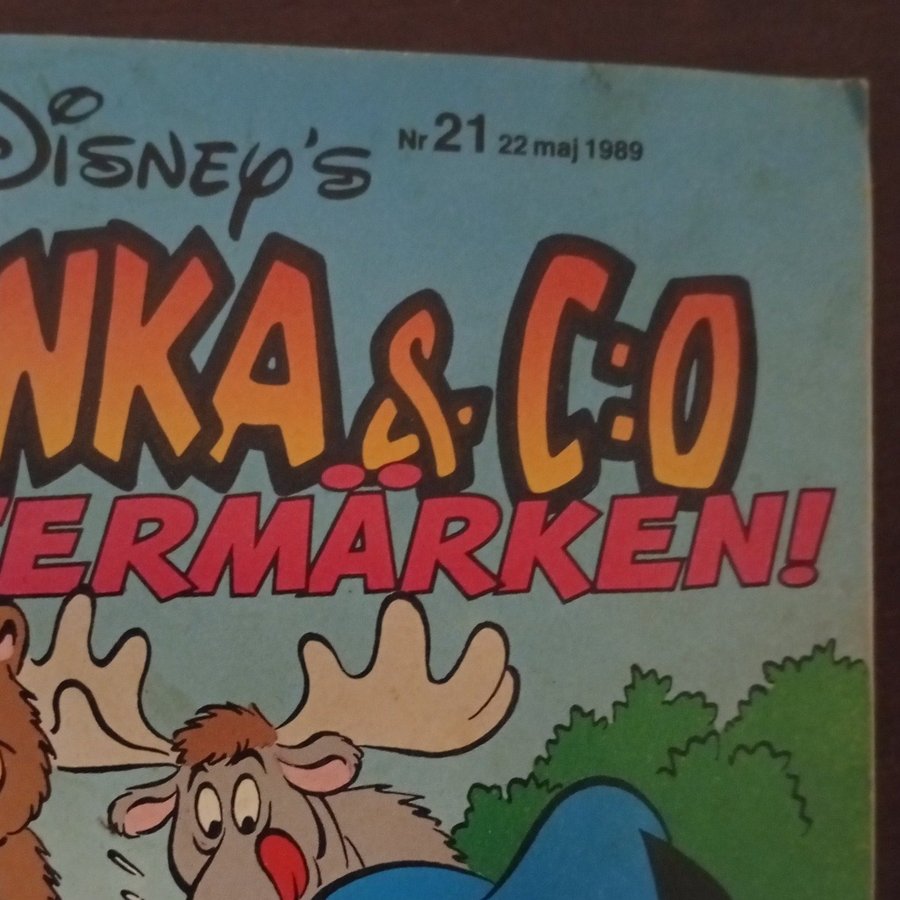 Disney's Nr 21 22 maj 1989
NKA & C:O
ERMÄRKEN!